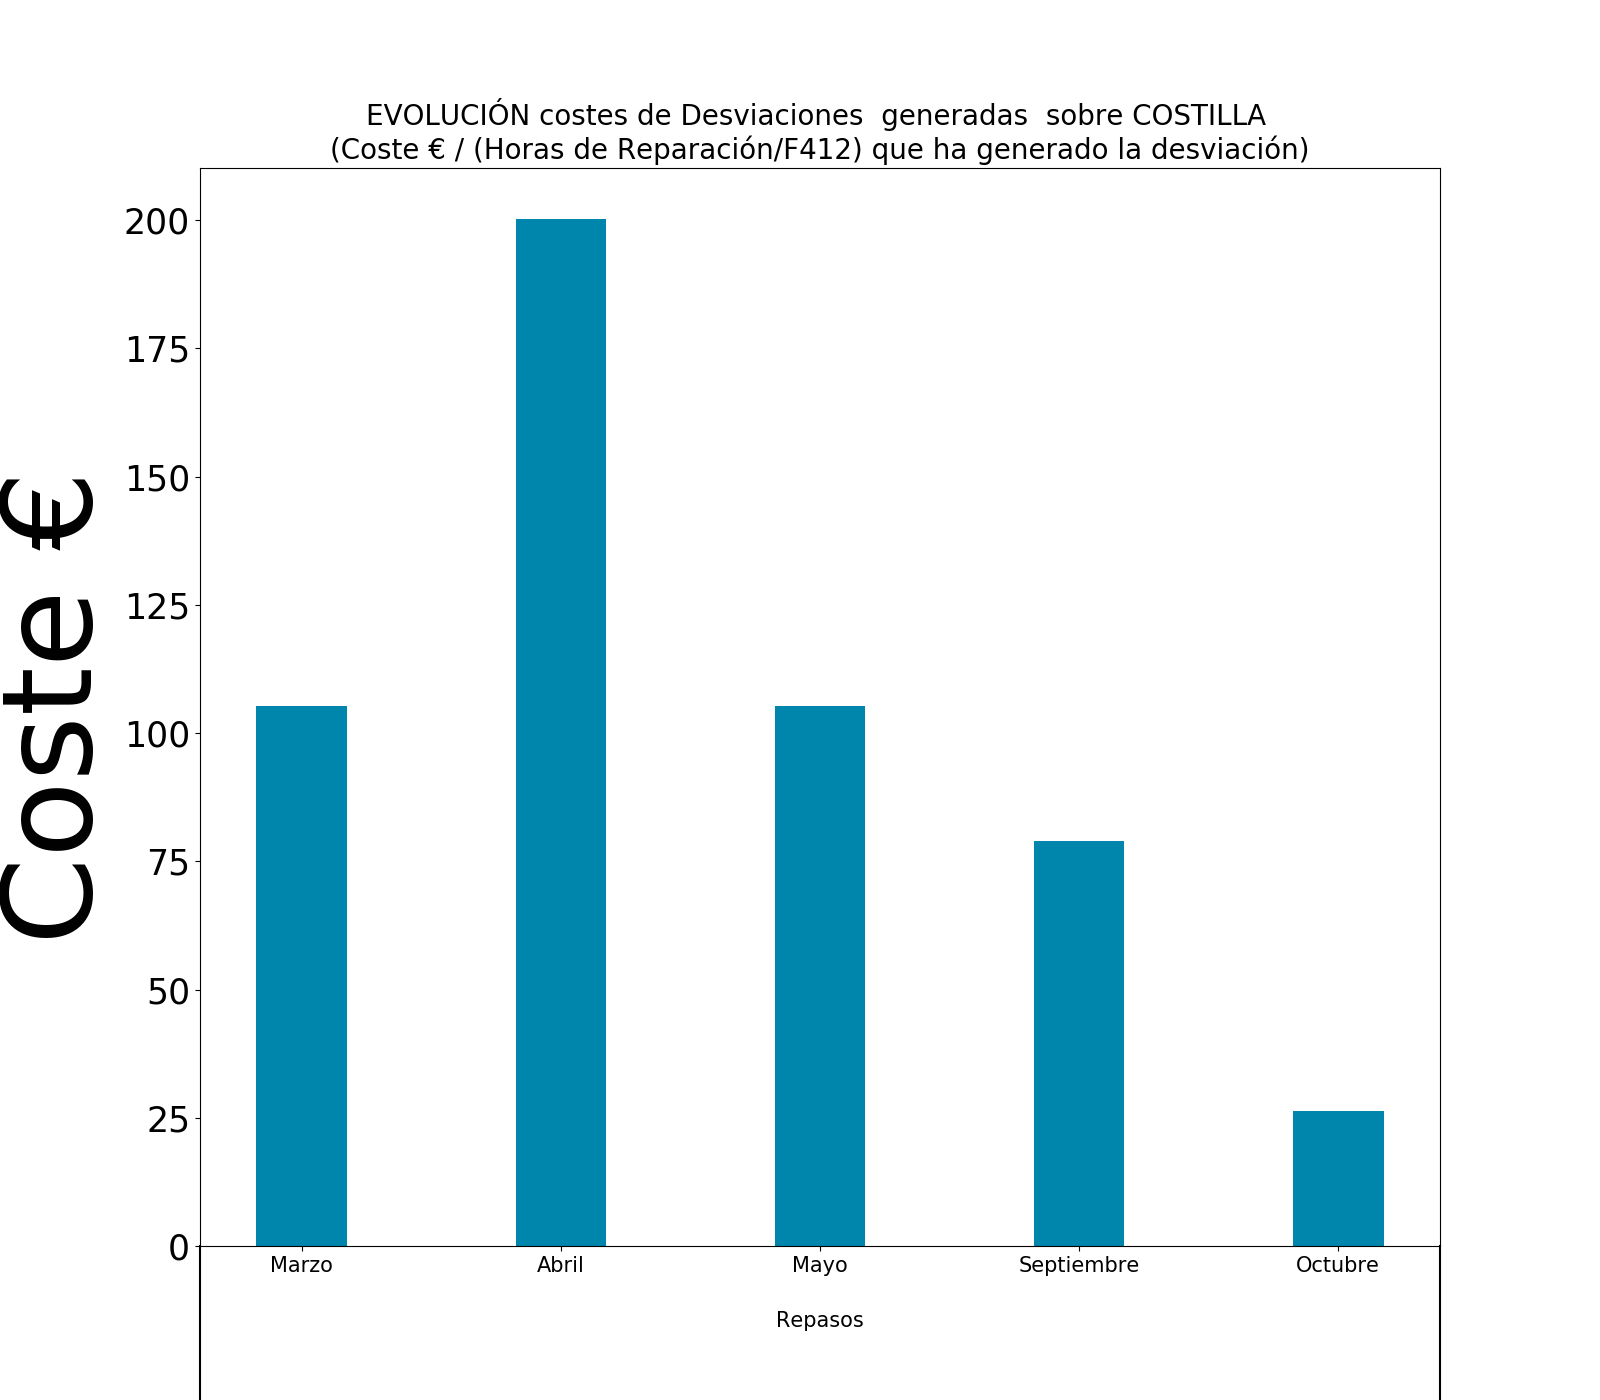 EVOLUCIÓN costes de Desviaciones  generadas  sobre COSTILLA
(Coste € / (Horas de Reparación/F412) que ha generado la desviación)
Coste €
200
175
150
125
100
75
50
25
0
Marzo Abril Mayo Septiembre Octubre
Repasos